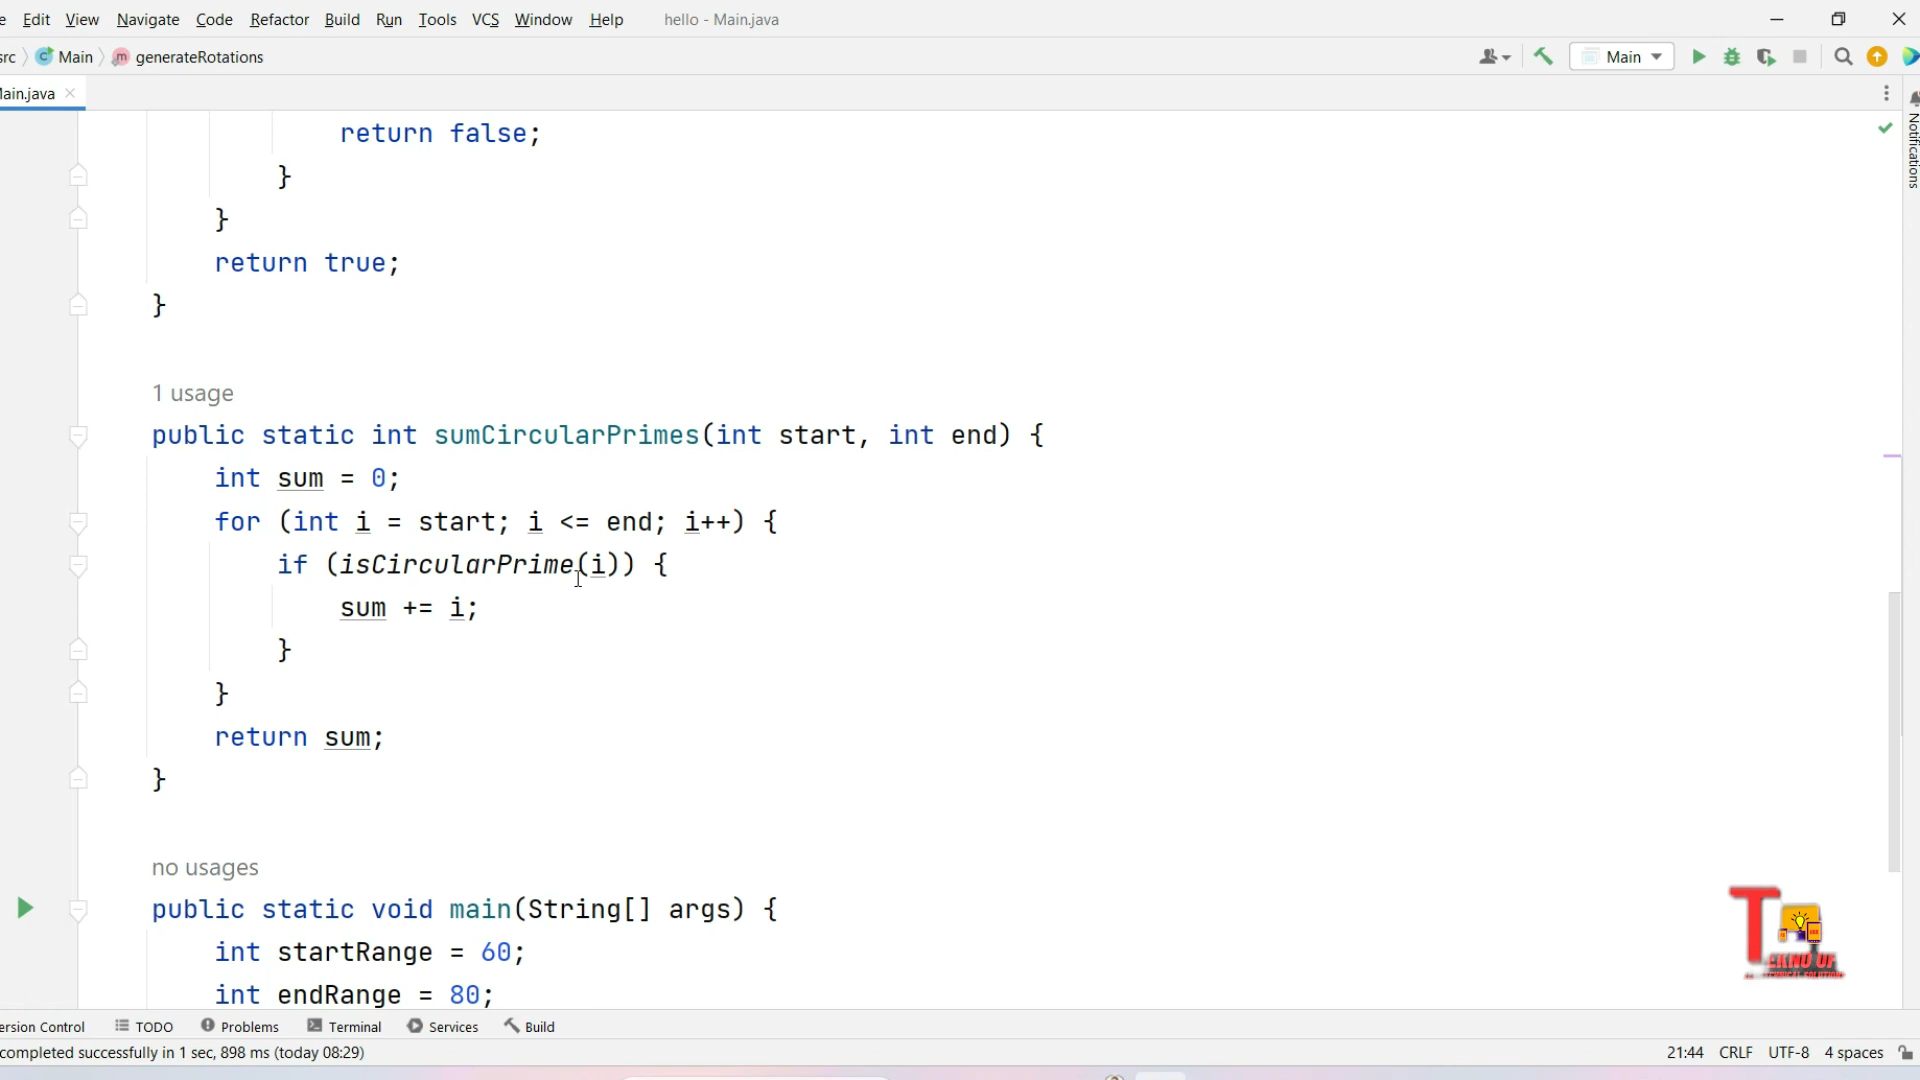 e Edit View Navigate Code Refactor Build Run Tools VCS Window Help hello - Main.java
src Main generateRotations Main
Main.java
Notifications
return false;
}
}
return true;
}
1 usage
public static int sumCircularPrimes(int start, int end) {
int sum = 0;
for (int i = start; i <= end; i++) {
if (isCircularPrime(i)) {
sum += i;
}
}
return sum;
}
no usages
public static void main(String[] args) {
int startRange = 60;
int endRange = 80;
TEKNO UF
ersion Control TODO Problems Terminal Services Build
completed successfully in 1 sec, 898 ms (today 08:29) 21:44 CRLF UTF-8 4 spaces